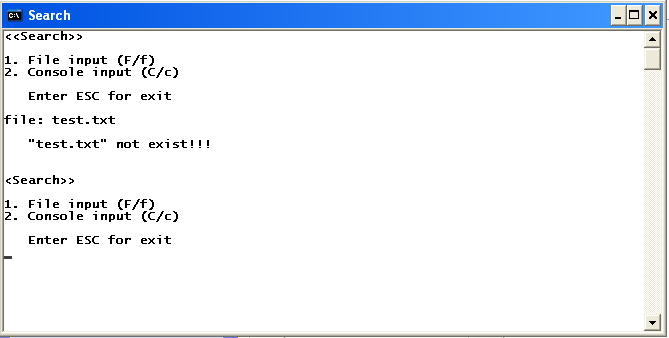 Search
<<Search>>
1. File input (F/f)
2. Console input (C/c)
Enter ESC for exit
file: test.txt
"test.txt" not exist!!!
<Search>>
1. File input (F/f)
2. Console input (C/c)
Enter ESC for exit